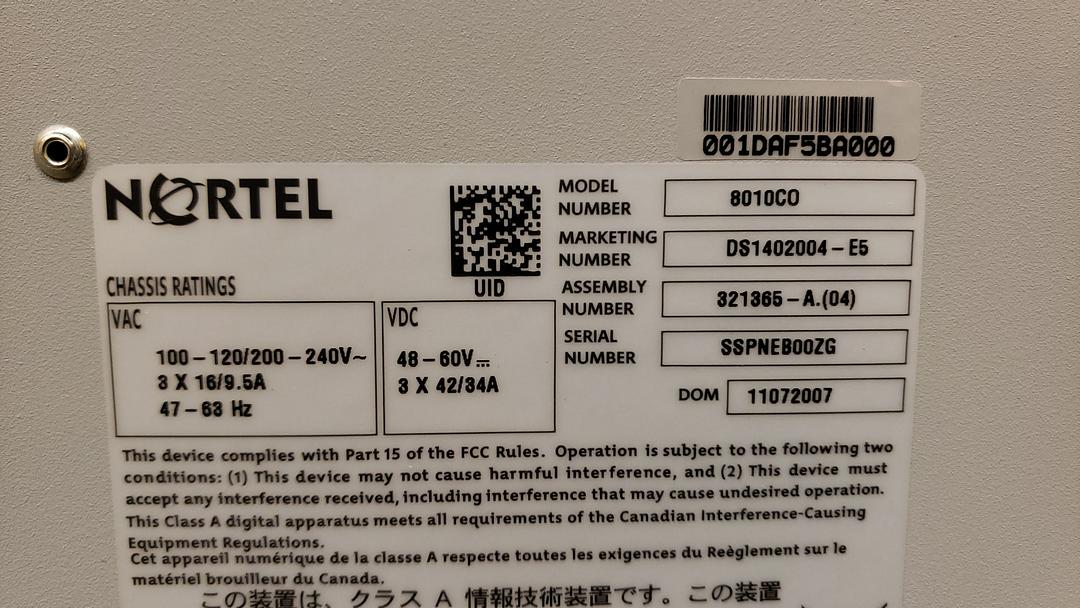 001DAF5BA000
NORTEL
UID
MODEL NUMBER 8010CO
MARKETING NUMBER DS1402004-E5
ASSEMBLY NUMBER 321365-A.(04)
SERIAL NUMBER SSPNEB00ZG
DOM 11072007
CHASSIS RATINGS
VAC
100-120/200-240V~
3 X 16/9.5A
47-63 Hz
VDC
48-60V⎓
3 X 42/34A
This device complies with Part 15 of the FCC Rules. Operation is subject to the following two
conditions: (1) This device may not cause harmful interference, and (2) This device must
accept any interference received, including interference that may cause undesired operation.
This Class A digital apparatus meets all requirements of the Canadian Interference-Causing
Equipment Regulations.
Cet appareil numérique de la classe A respecte toutes les exigences du Reèglement sur le
matériel brouilleur du Canada.
この装置は、クラス A 情報技術装置です。この装置